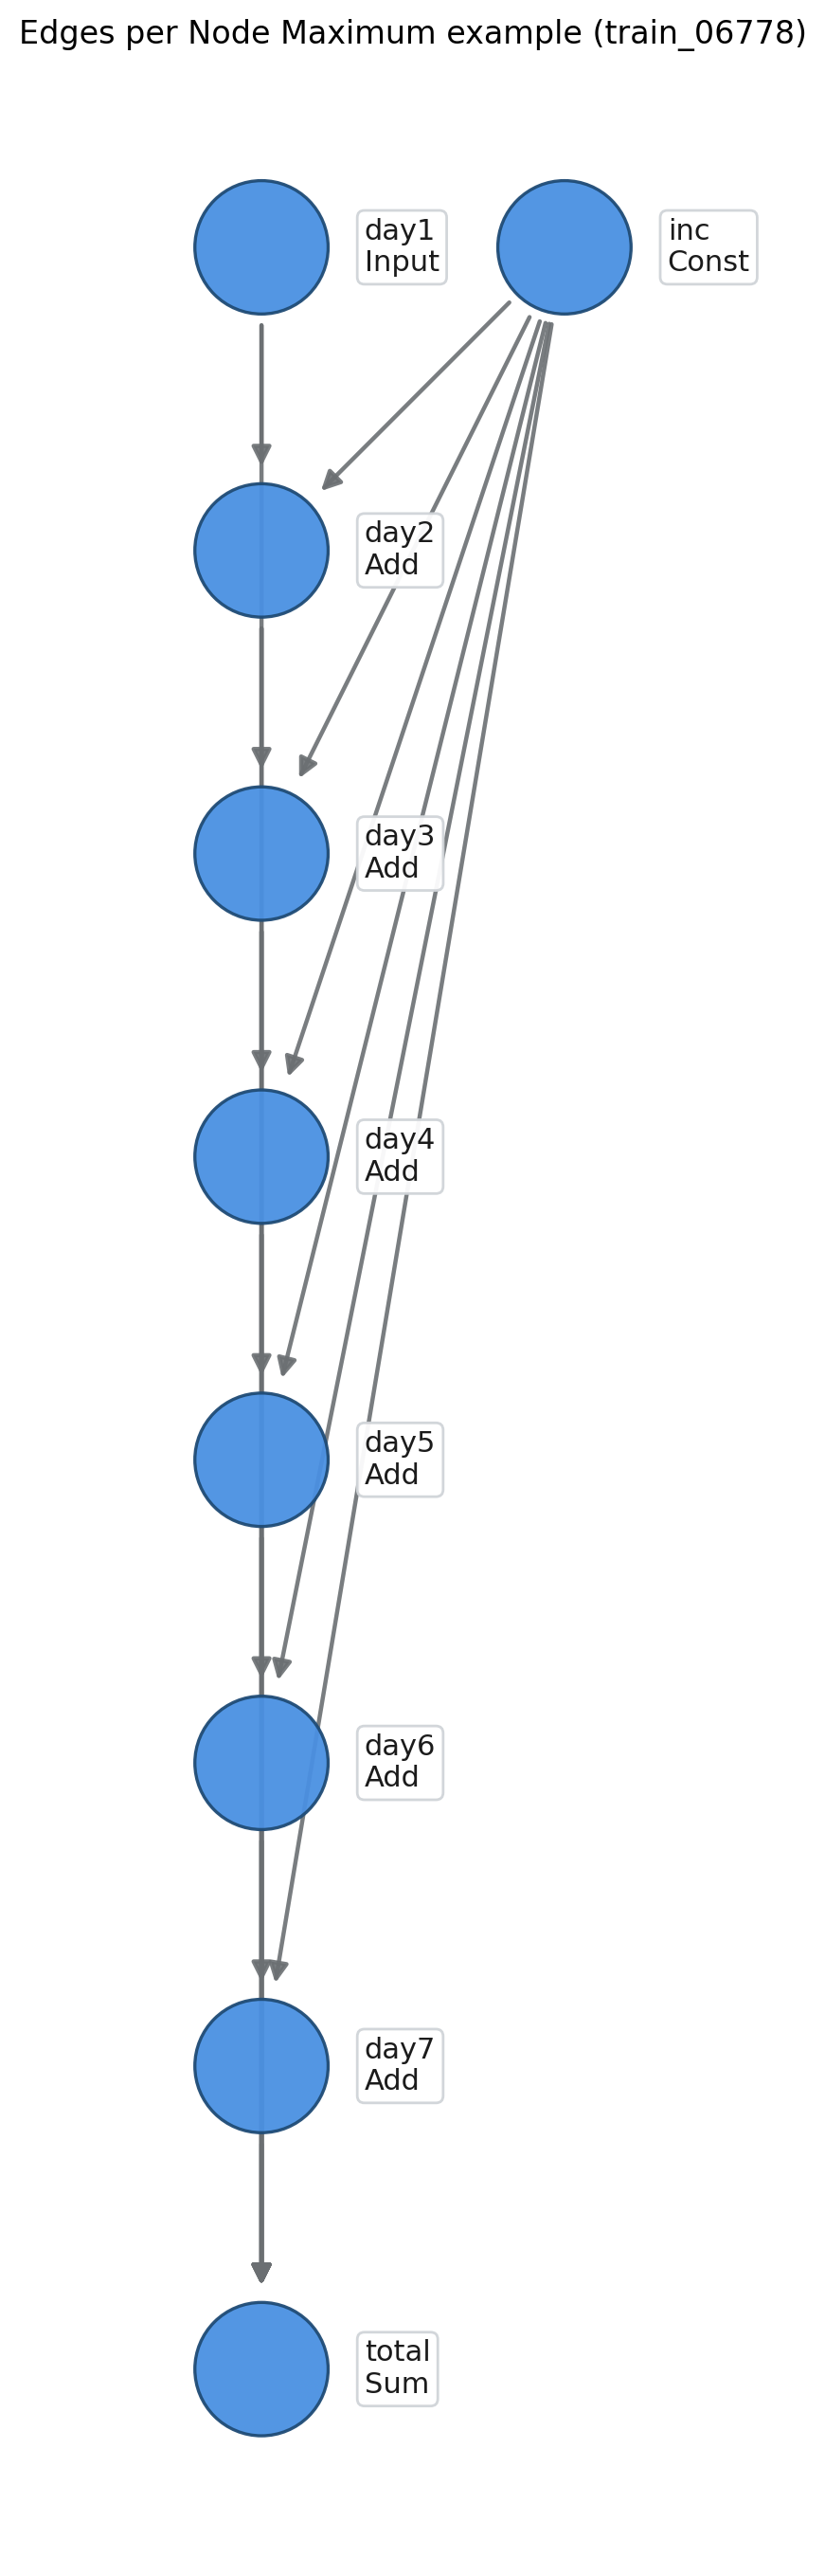 Edges per Node Maximum example (train_06778)
day1
Input
inc
Const
day2
Add
day3
Add
day4
Add
day5
Add
day6
Add
day7
Add
total
Sum